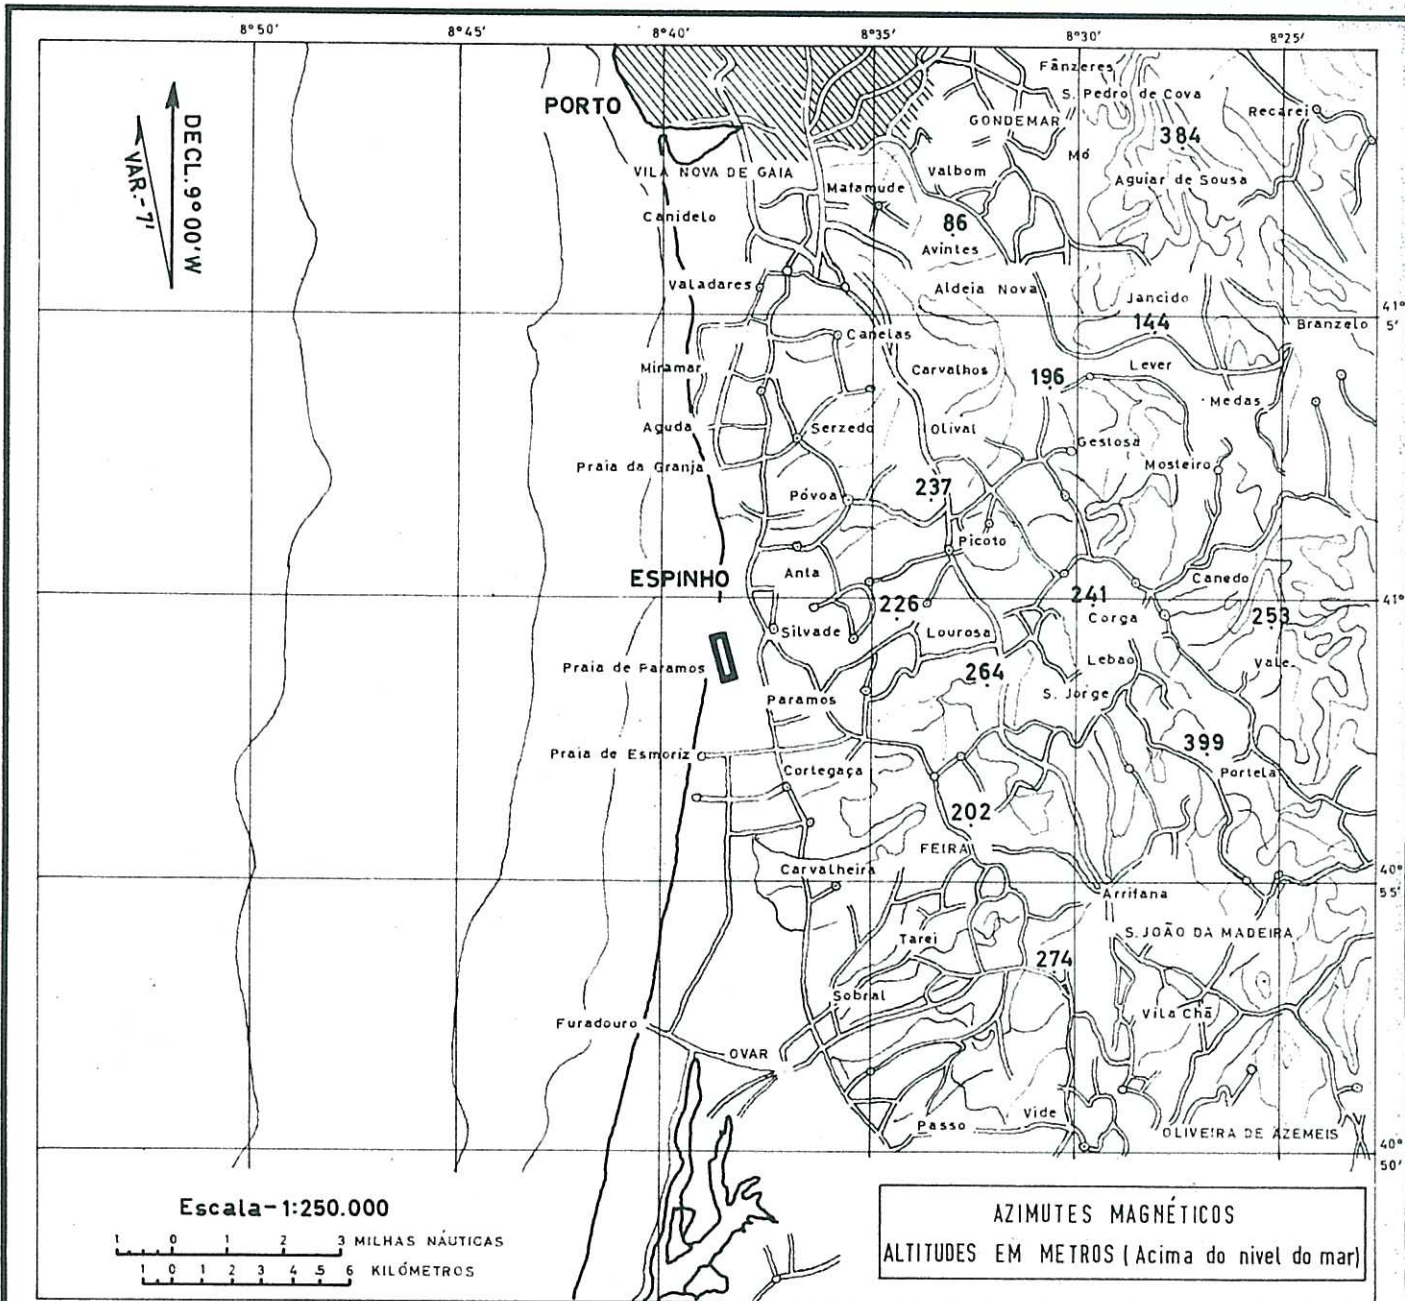 8°50'
8°45'
8°40'
8°35'
8°30'
8°25'
DECL. 9°00'W
VAR.-7'
PORTO
Fânzeres
S. Pedro de Cova
Recarei
GONDEMAR
384
Mó
VILA NOVA DE GAIA
Valbom
Aguiar de Sousa
Mafamude
Canidelo
86
Avintes
Valadares
Aldeia Nova
Jancido
41°
5'
144
Branzelo
Canelas
Miramar
Carvalhos
196
Lever
Medas
Aguda
Serzedo
Olival
Gestosa
Praia da Granja
Mosteiro
237
Póvoa
Picoto
ESPINHO
Anta
Canedo
41°
226
241
253
Corga
Silvade
Lourosa
Praia de Paramos
Lebao
Vale
264
Paramos
S. Jorge
399
Praia de Esmoriz
Cortegaça
Portela
202
FEIRA
Carvalheira
40°
55'
Arrifana
Tarei
S. JOÃO DA MADEIRA
274
Sobral
Furadouro
Vila Chã
OVAR
Passo
Vide
OLIVEIRA DE AZEMEIS
40°
50'
Escala-1:250.000
1 0 1 2 3 MILHAS NÁUTICAS
1 0 1 2 3 4 5 6 KILÓMETROS
AZIMUTES MAGNÉTICOS
ALTITUDES EM METROS (Acima do nivel do mar)